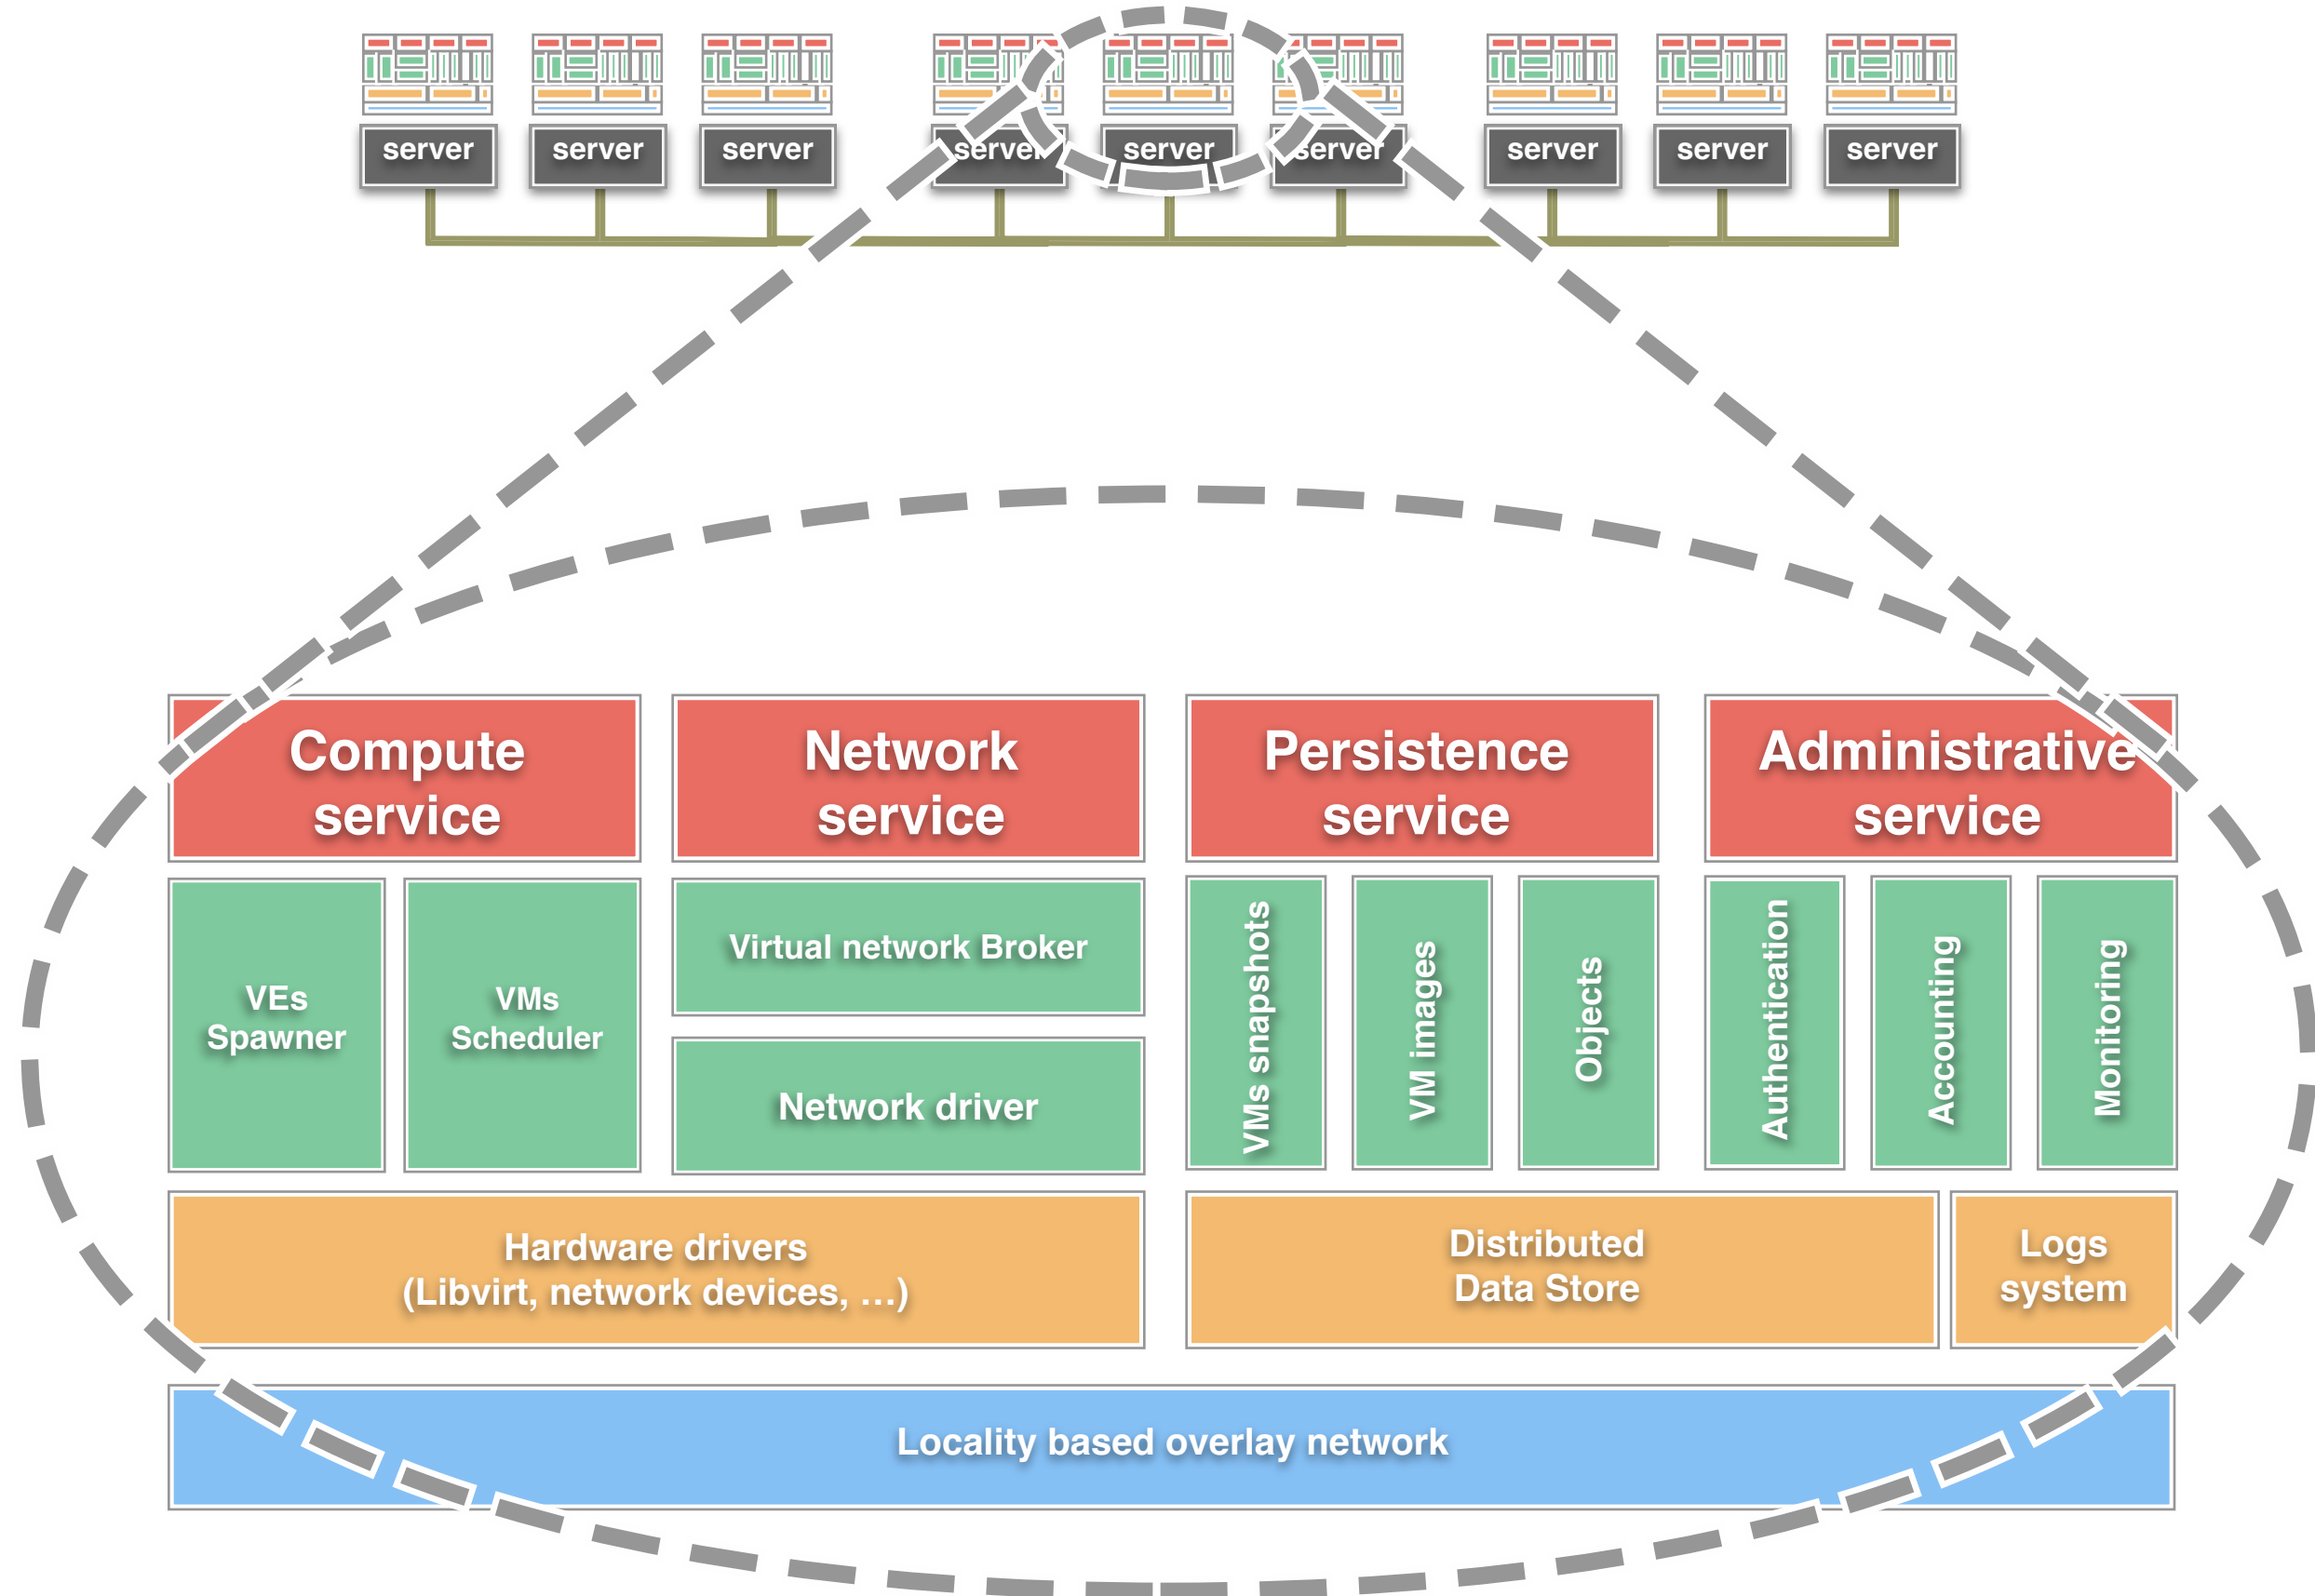 server
server
server
server
server
server
server
server
server
Compute
service
Network
service
Persistence
service
Administrative
service
VEs
Spawner
VMs
Scheduler
Virtual network Broker
Network driver
VMs snapshots
VM images
Objects
Authentication
Accounting
Monitoring
Hardware drivers
(Libvirt, network devices, …)
Distributed
Data Store
Logs
system
Locality based overlay network